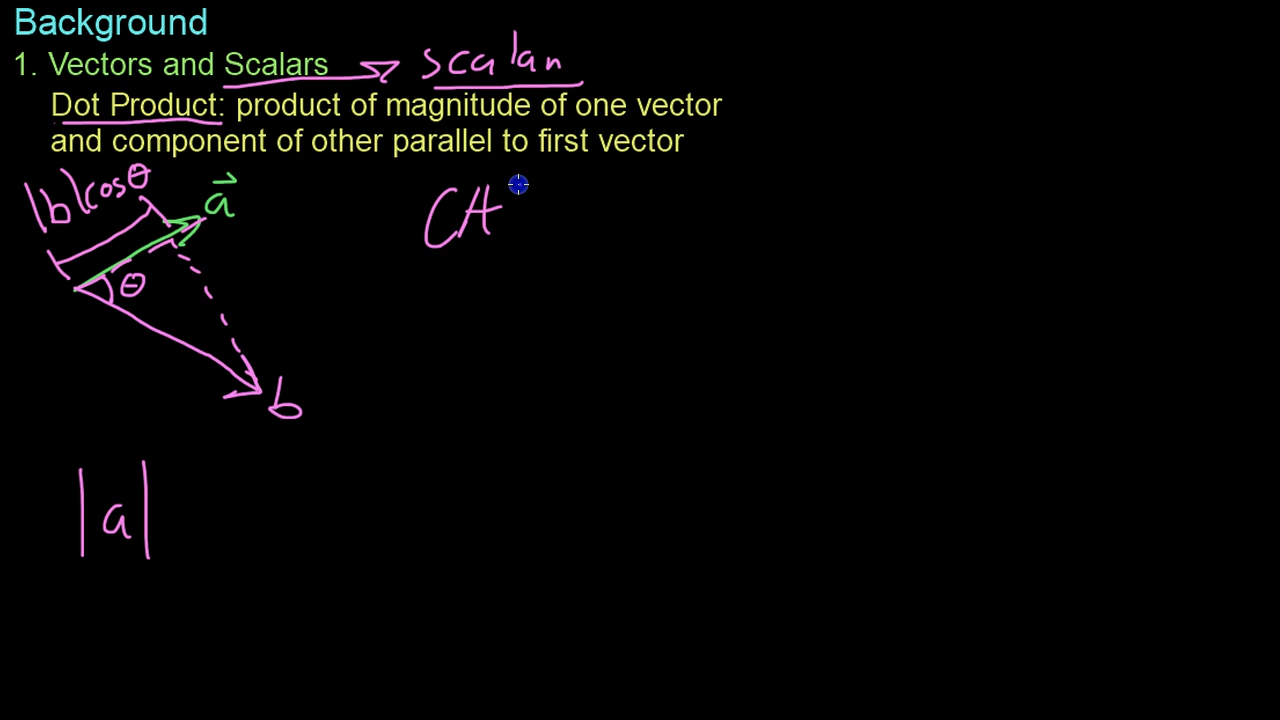 Background
1. Vectors and Scalars → scalar
Dot Product: product of magnitude of one vector
and component of other parallel to first vector
|b|cosθ
a
θ
b
CA
|a|